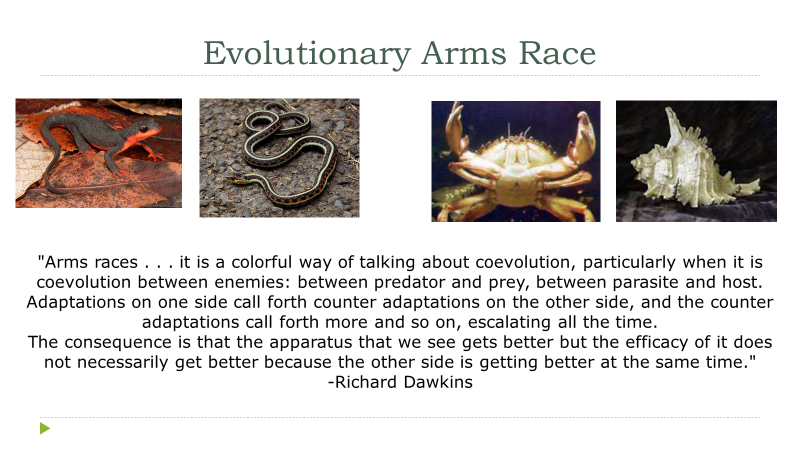 Evolutionary Arms Race
"Arms races . . . it is a colorful way of talking about coevolution, particularly when it is
coevolution between enemies: between predator and prey, between parasite and host.
Adaptations on one side call forth counter adaptations on the other side, and the counter
adaptations call forth more and so on, escalating all the time.
The consequence is that the apparatus that we see gets better but the efficacy of it does
not necessarily get better because the other side is getting better at the same time."
-Richard Dawkins